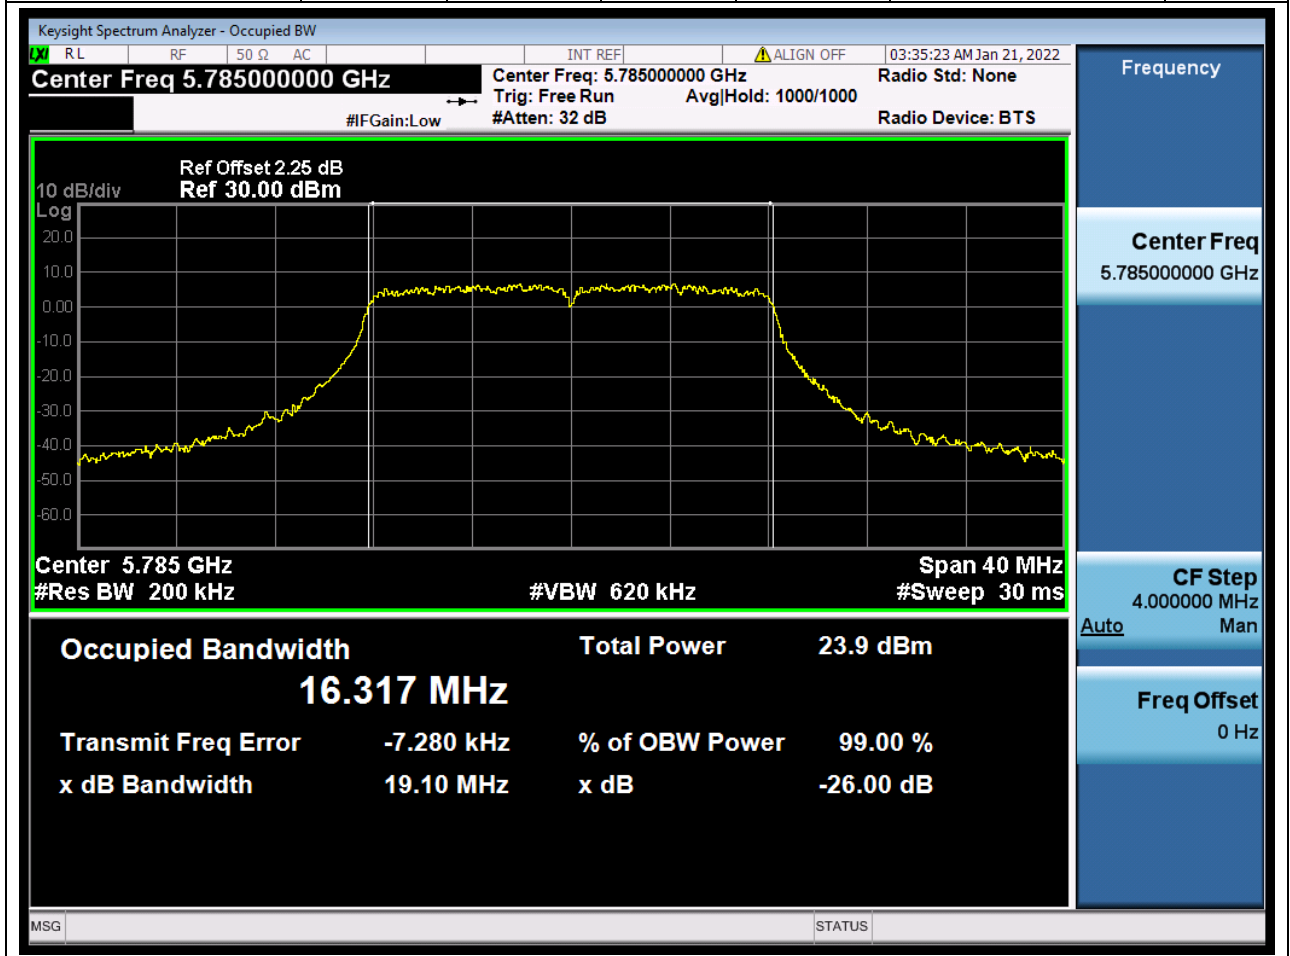 Keysight Spectrum Analyzer - Occupied BW
LXI RL RF 50 Ω AC INT REF ALIGN OFF 03:35:23 AM Jan 21, 2022
Center Freq 5.785000000 GHz
Center Freq: 5.785000000 GHz
Radio Std: None
Trig: Free Run Avg|Hold: 1000/1000
#IFGain:Low
#Atten: 32 dB
Radio Device: BTS
Ref Offset 2.25 dB
10 dB/div Ref 30.00 dBm
Log
20.0
10.0
0.00
-10.0
-20.0
-30.0
-40.0
-50.0
-60.0
Center 5.785 GHz Span 40 MHz
#Res BW 200 kHz #VBW 620 kHz #Sweep 30 ms
Occupied Bandwidth Total Power 23.9 dBm
16.317 MHz
Transmit Freq Error -7.280 kHz % of OBW Power 99.00 %
x dB Bandwidth 19.10 MHz x dB -26.00 dB
Frequency
Center Freq
5.785000000 GHz
CF Step
4.000000 MHz
Auto Man
Freq Offset
0 Hz
MSG STATUS